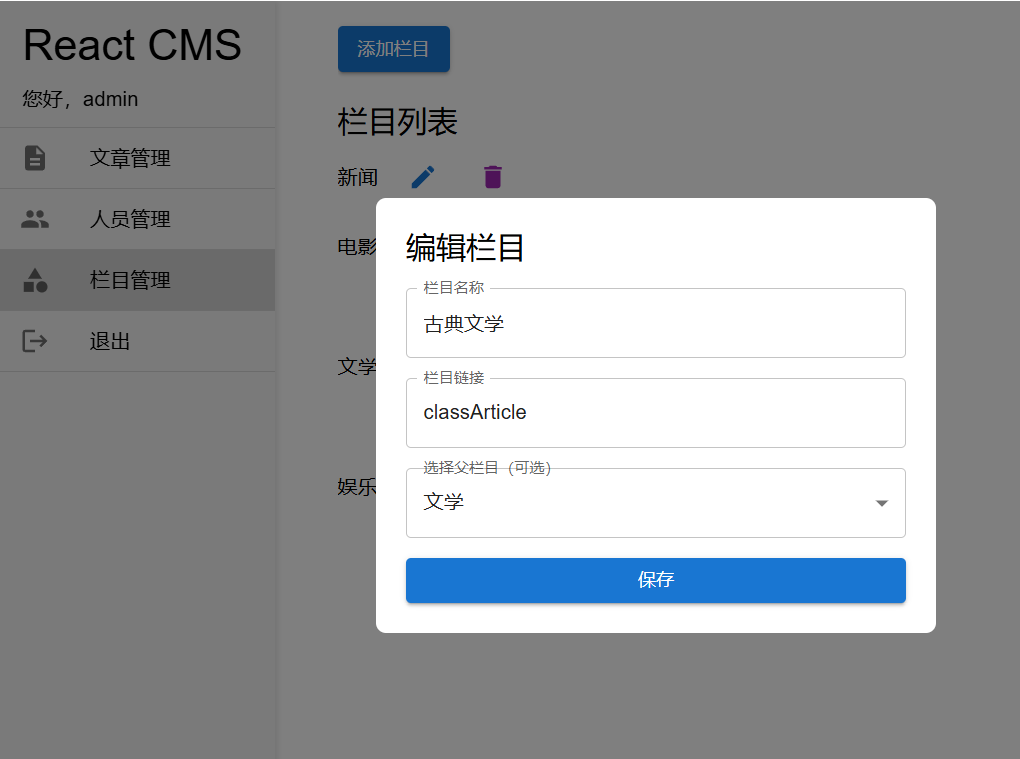 React CMS
您好，admin
文章管理
人员管理
栏目管理
退出
添加栏目
栏目列表
新闻
电影
文学
娱乐
编辑栏目
栏目名称
古典文学
栏目链接
classArticle
选择父栏目（可选）
文学
保存